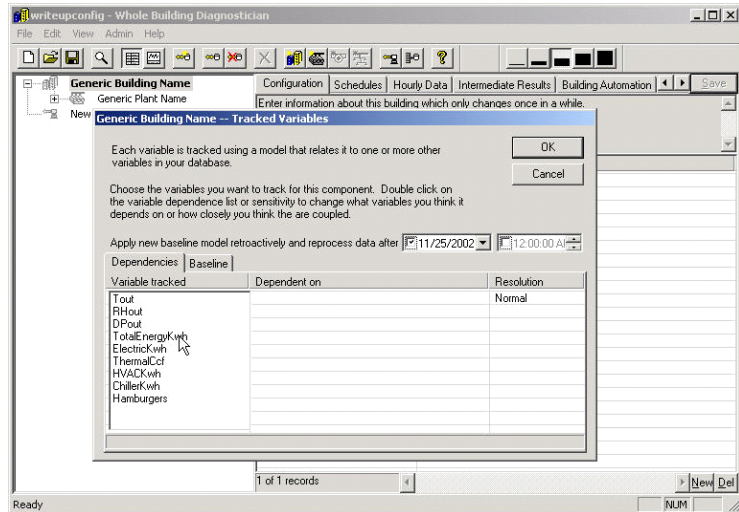 writeupconfig - Whole Building Diagnostician
File Edit View Admin Help
Generic Building Name
Generic Plant Name
New
Configuration Schedules Hourly Data Intermediate Results Building Automation Save
Enter information about this building which only changes once in a while.
Generic Building Name -- Tracked Variables
Each variable is tracked using a model that relates it to one or more other
variables in your database.
OK
Cancel
Choose the variables you want to track for this component. Double click on
the variable dependence list or sensitivity to change what variables you think it
depends on or how closely you think the are coupled.
Apply new baseline model retroactively and reprocess data after 11/25/2002 12:00:00 AM
Dependencies Baseline
Variable tracked Dependent on Resolution
Tout Normal
RHout
DPout
TotalEnergyKwh
ElectricKwh
ThermalCcf
HVACKwh
ChillerKwh
Hamburgers
1 of 1 records
New Del
Ready NUM